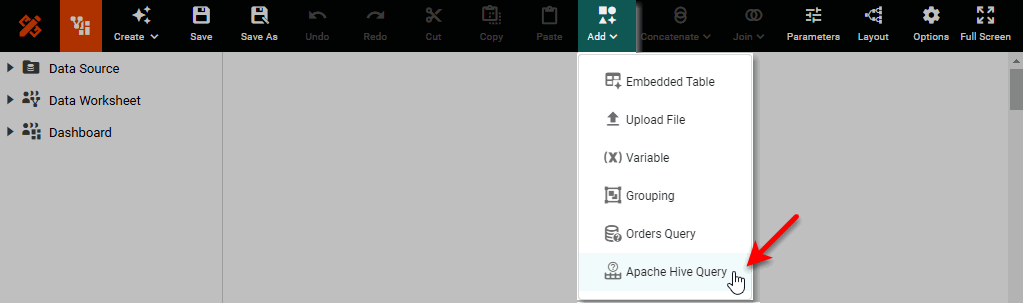 Create Save Save As Undo Redo Cut Copy Paste Add Concatenate Join Parameters Layout Options Full Screen
Data Source
Data Worksheet
Dashboard
Embedded Table
Upload File
(x) Variable
Grouping
Orders Query
Apache Hive Query